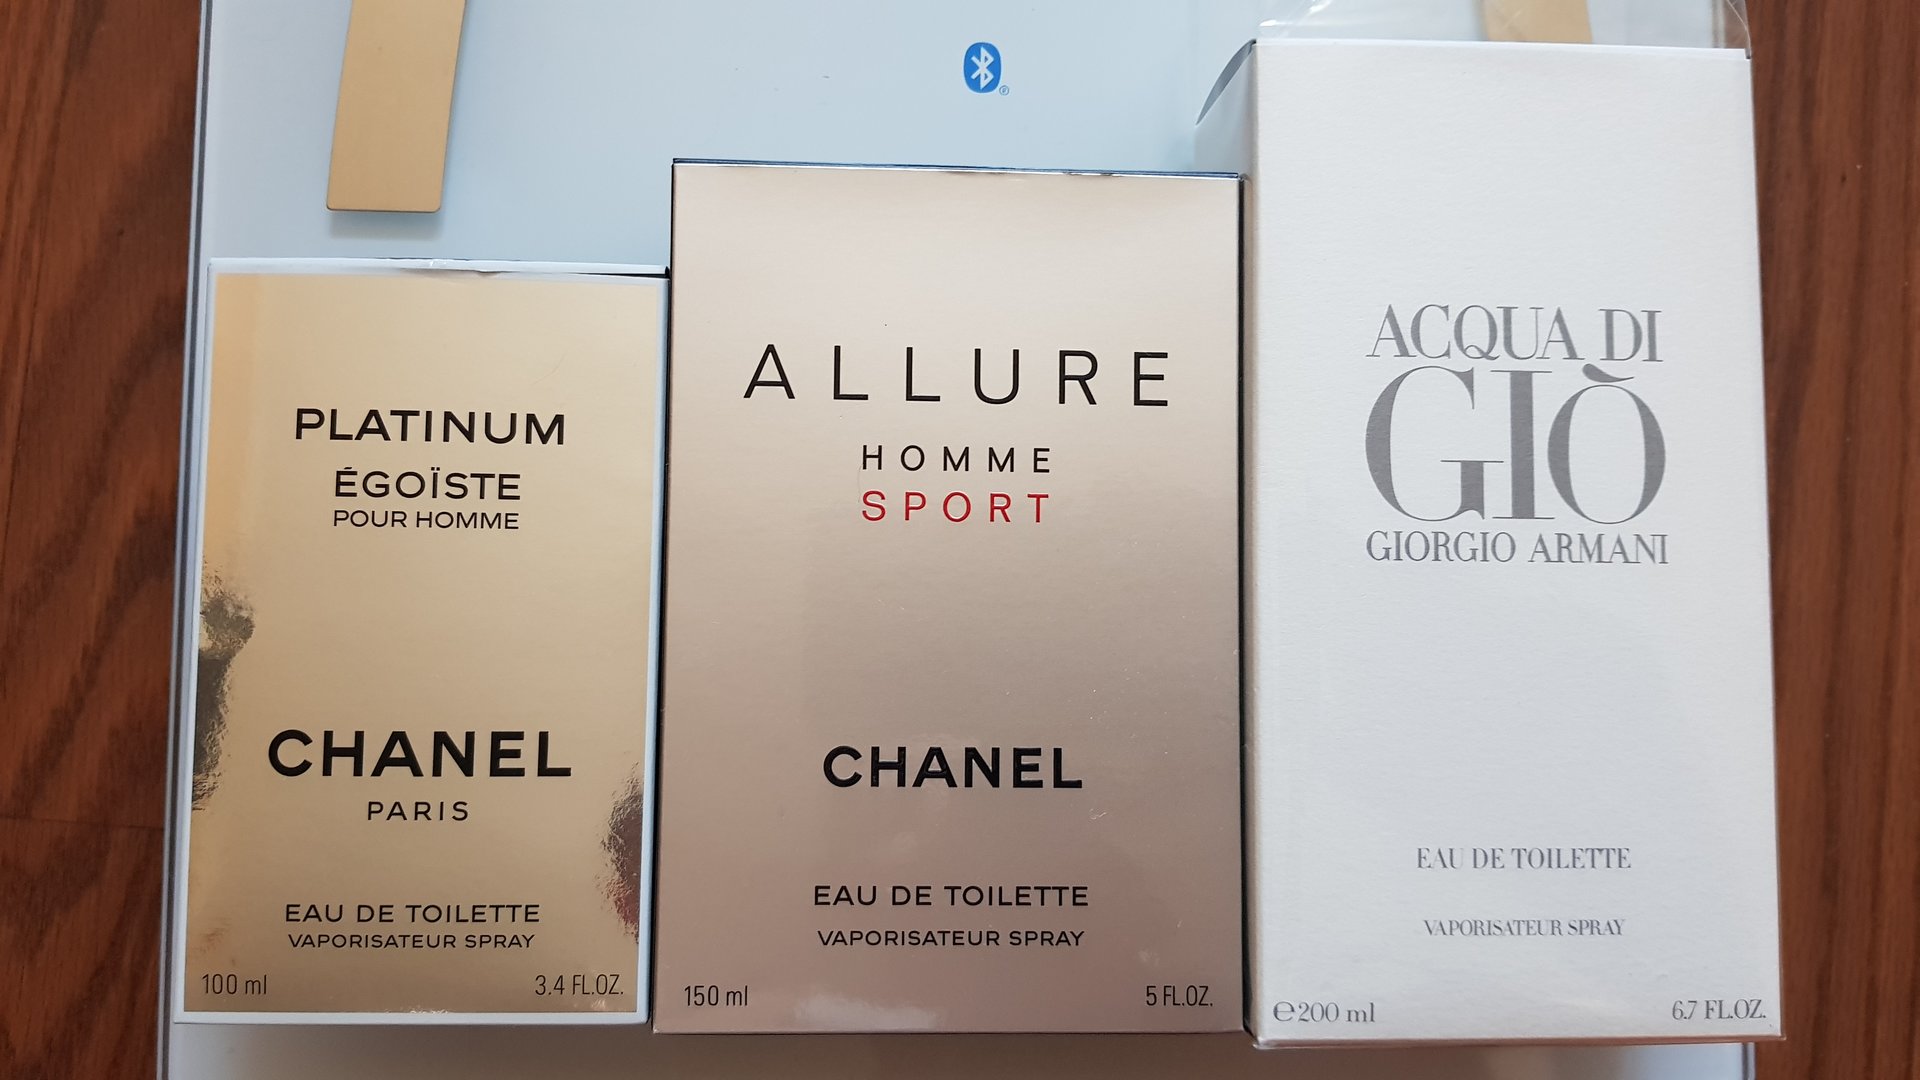 PLATINUM
ÉGOÏSTE
POUR HOMME
CHANEL
PARIS
EAU DE TOILETTE
VAPORISATEUR SPRAY
100 ml 3.4 FL.OZ.
ALLURE
HOMME
SPORT
CHANEL
EAU DE TOILETTE
VAPORISATEUR SPRAY
150 ml 5 FL.OZ.
ACQUA DI
GIÒ
GIORGIO ARMANI
EAU DE TOILETTE
VAPORISATEUR SPRAY
℮200 ml 6.7 FL.OZ.